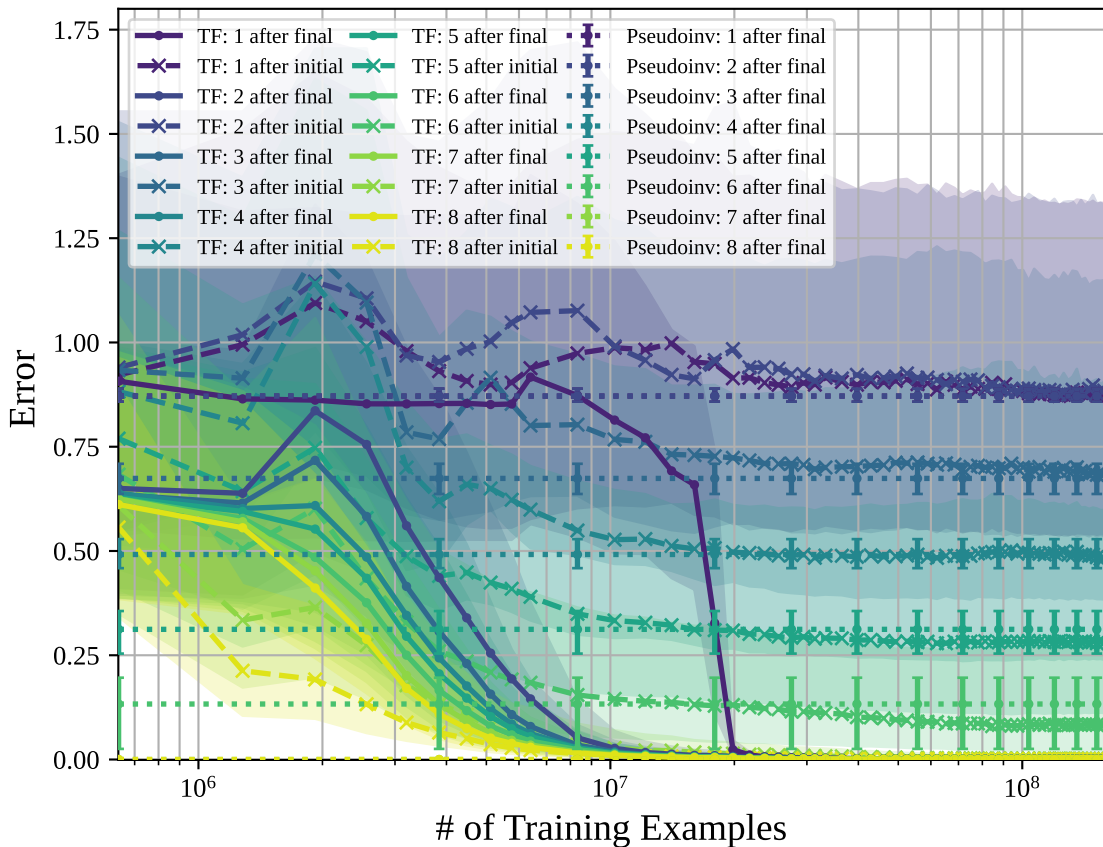 1.75
1.50
1.25
1.00
0.75
0.50
0.25
0.00
Error
TF: 1 after final
TF: 1 after initial
TF: 2 after final
TF: 2 after initial
TF: 3 after final
TF: 3 after initial
TF: 4 after final
TF: 4 after initial
TF: 5 after final
TF: 5 after initial
TF: 6 after final
TF: 6 after initial
TF: 7 after final
TF: 7 after initial
TF: 8 after final
TF: 8 after initial
Pseudoinv: 1 after final
Pseudoinv: 2 after final
Pseudoinv: 3 after final
Pseudoinv: 4 after final
Pseudoinv: 5 after final
Pseudoinv: 6 after final
Pseudoinv: 7 after final
Pseudoinv: 8 after final
10⁶ 10⁷ 10⁸
# of Training Examples